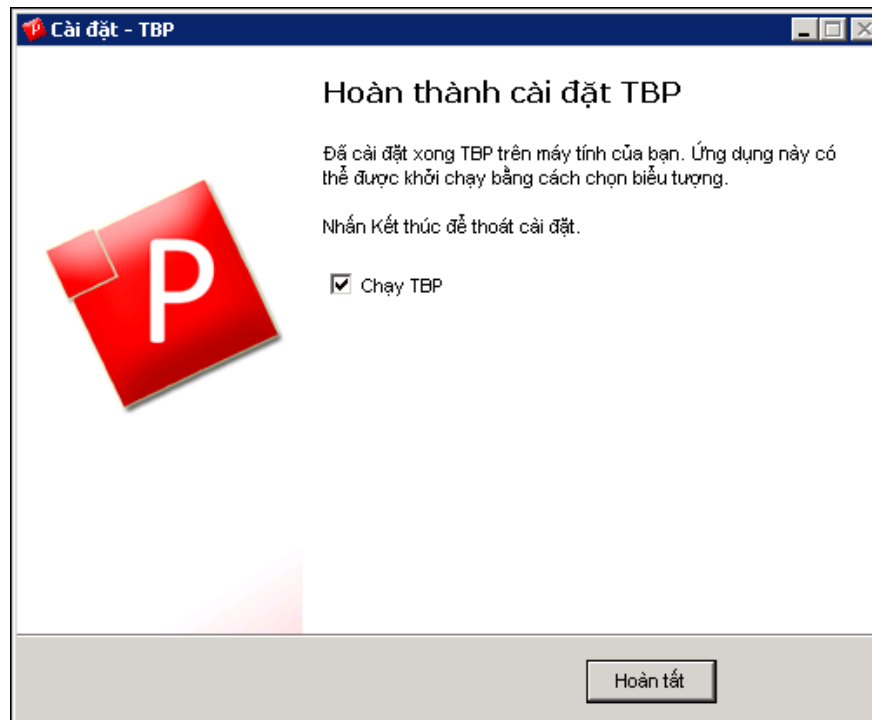 Cài đặt - TBP
Hoàn thành cài đặt TBP
Đã cài đặt xong TBP trên máy tính của bạn. Ứng dụng này có
thể được khởi chạy bằng cách chọn biểu tượng.
Nhấn Kết thúc để thoát cài đặt.
P
Chạy TBP
Hoàn tất